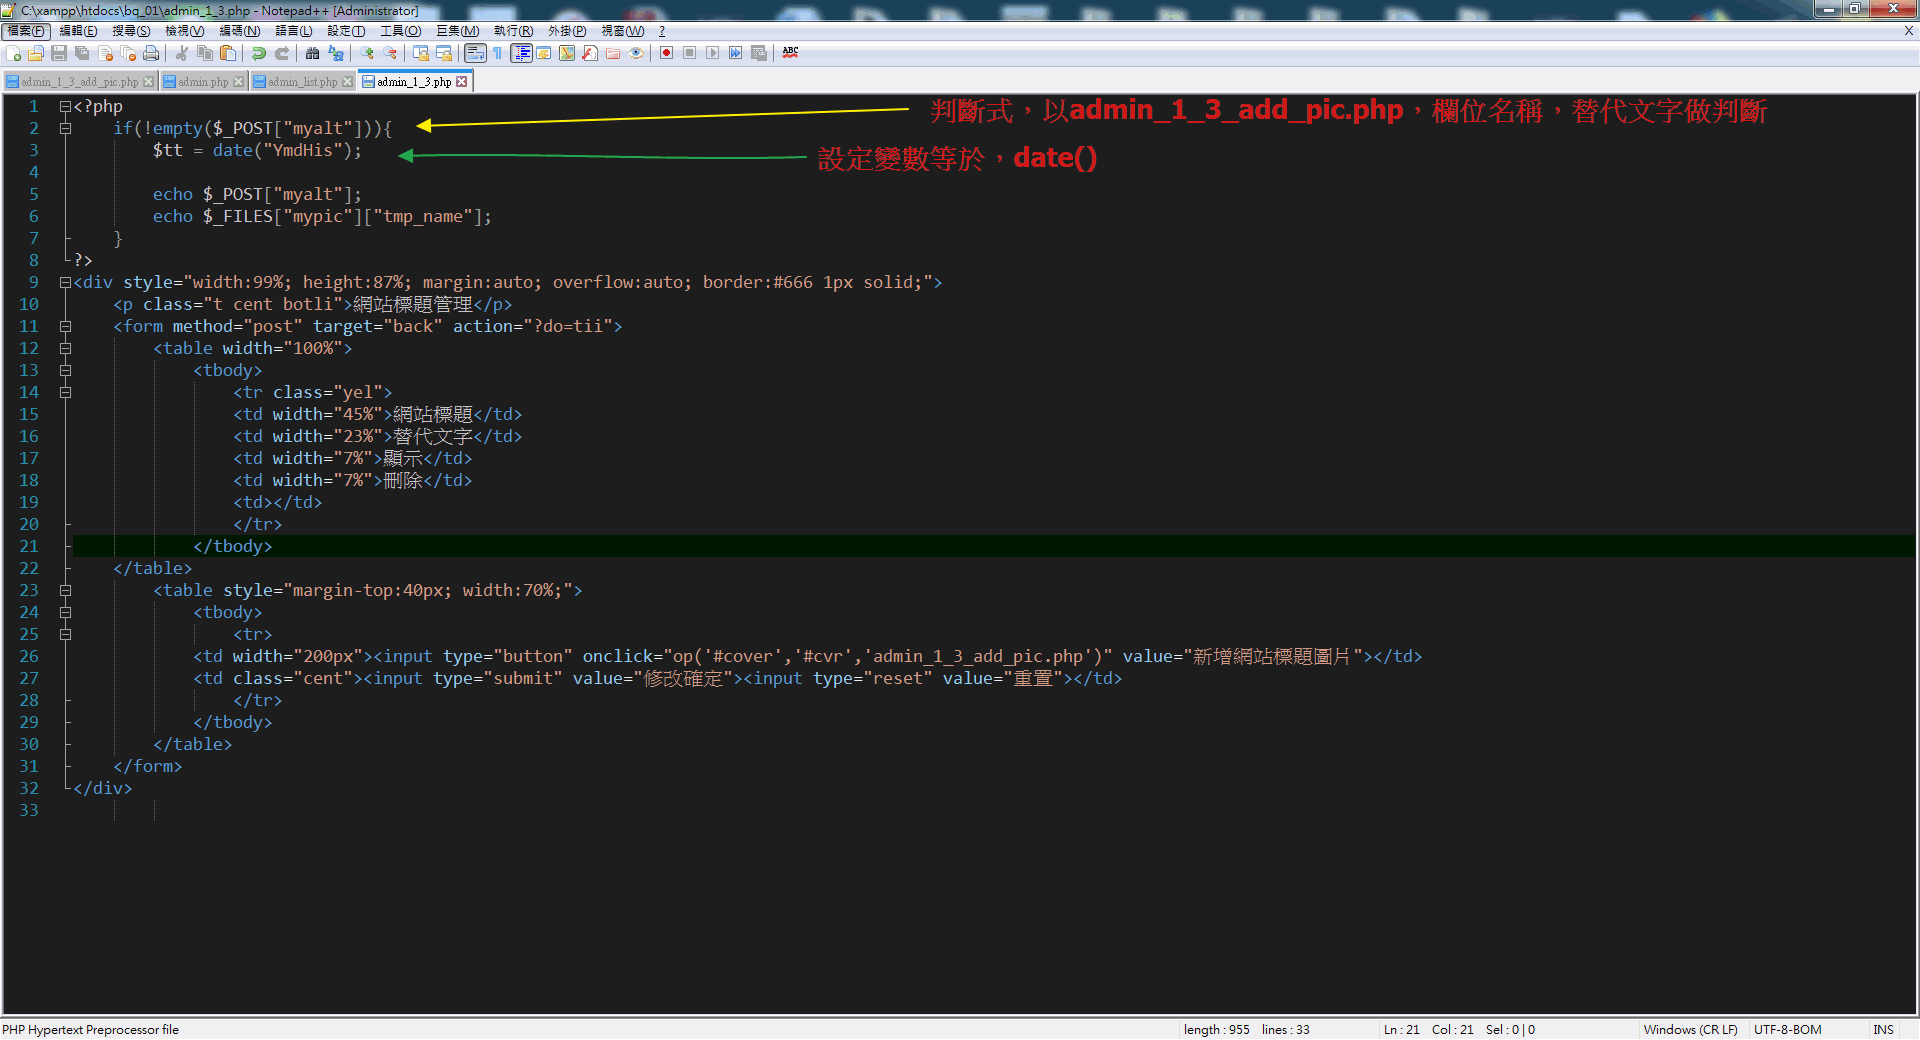 C:\xampp\htdocs\bq_01\admin_1_3.php - Notepad++ [Administrator]
檔案(F) 編輯(E) 搜尋(S) 檢視(V) 編碼(N) 語言(L) 設定(T) 工具(O) 巨集(M) 執行(R) 外掛(P) 視窗(W) ? X
ABC
admin_1_3_add_pic.php admin.php admin_list.php admin_1_3.php
1 <?php
判斷式，以admin_1_3_add_pic.php，欄位名稱，替代文字做判斷
2 if(!empty($_POST["myalt"])){
3 $tt = date("YmdHis");
設定變數等於，date()
4
5 echo $_POST["myalt"];
6 echo $_FILES["mypic"]["tmp_name"];
7 }
8 ?>
9 <div style="width:99%; height:87%; margin:auto; overflow:auto; border:#666 1px solid;">
10 <p class="t cent botli">網站標題管理</p>
11 <form method="post" target="back" action="?do=tii">
12 <table width="100%">
13 <tbody>
14 <tr class="yel">
15 <td width="45%">網站標題</td>
16 <td width="23%">替代文字</td>
17 <td width="7%">顯示</td>
18 <td width="7%">刪除</td>
19 <td></td>
20 </tr>
21 </tbody>
22 </table>
23 <table style="margin-top:40px; width:70%;">
24 <tbody>
25 <tr>
26 <td width="200px"><input type="button" onclick="op('#cover','#cvr','admin_1_3_add_pic.php')" value="新增網站標題圖片"></td>
27 <td class="cent"><input type="submit" value="修改確定"><input type="reset" value="重置"></td>
28 </tr>
29 </tbody>
30 </table>
31 </form>
32 </div>
33
PHP Hypertext Preprocessor file length : 955 lines : 33 Ln : 21 Col : 21 Sel : 0 | 0 Windows (CR LF) UTF-8-BOM INS